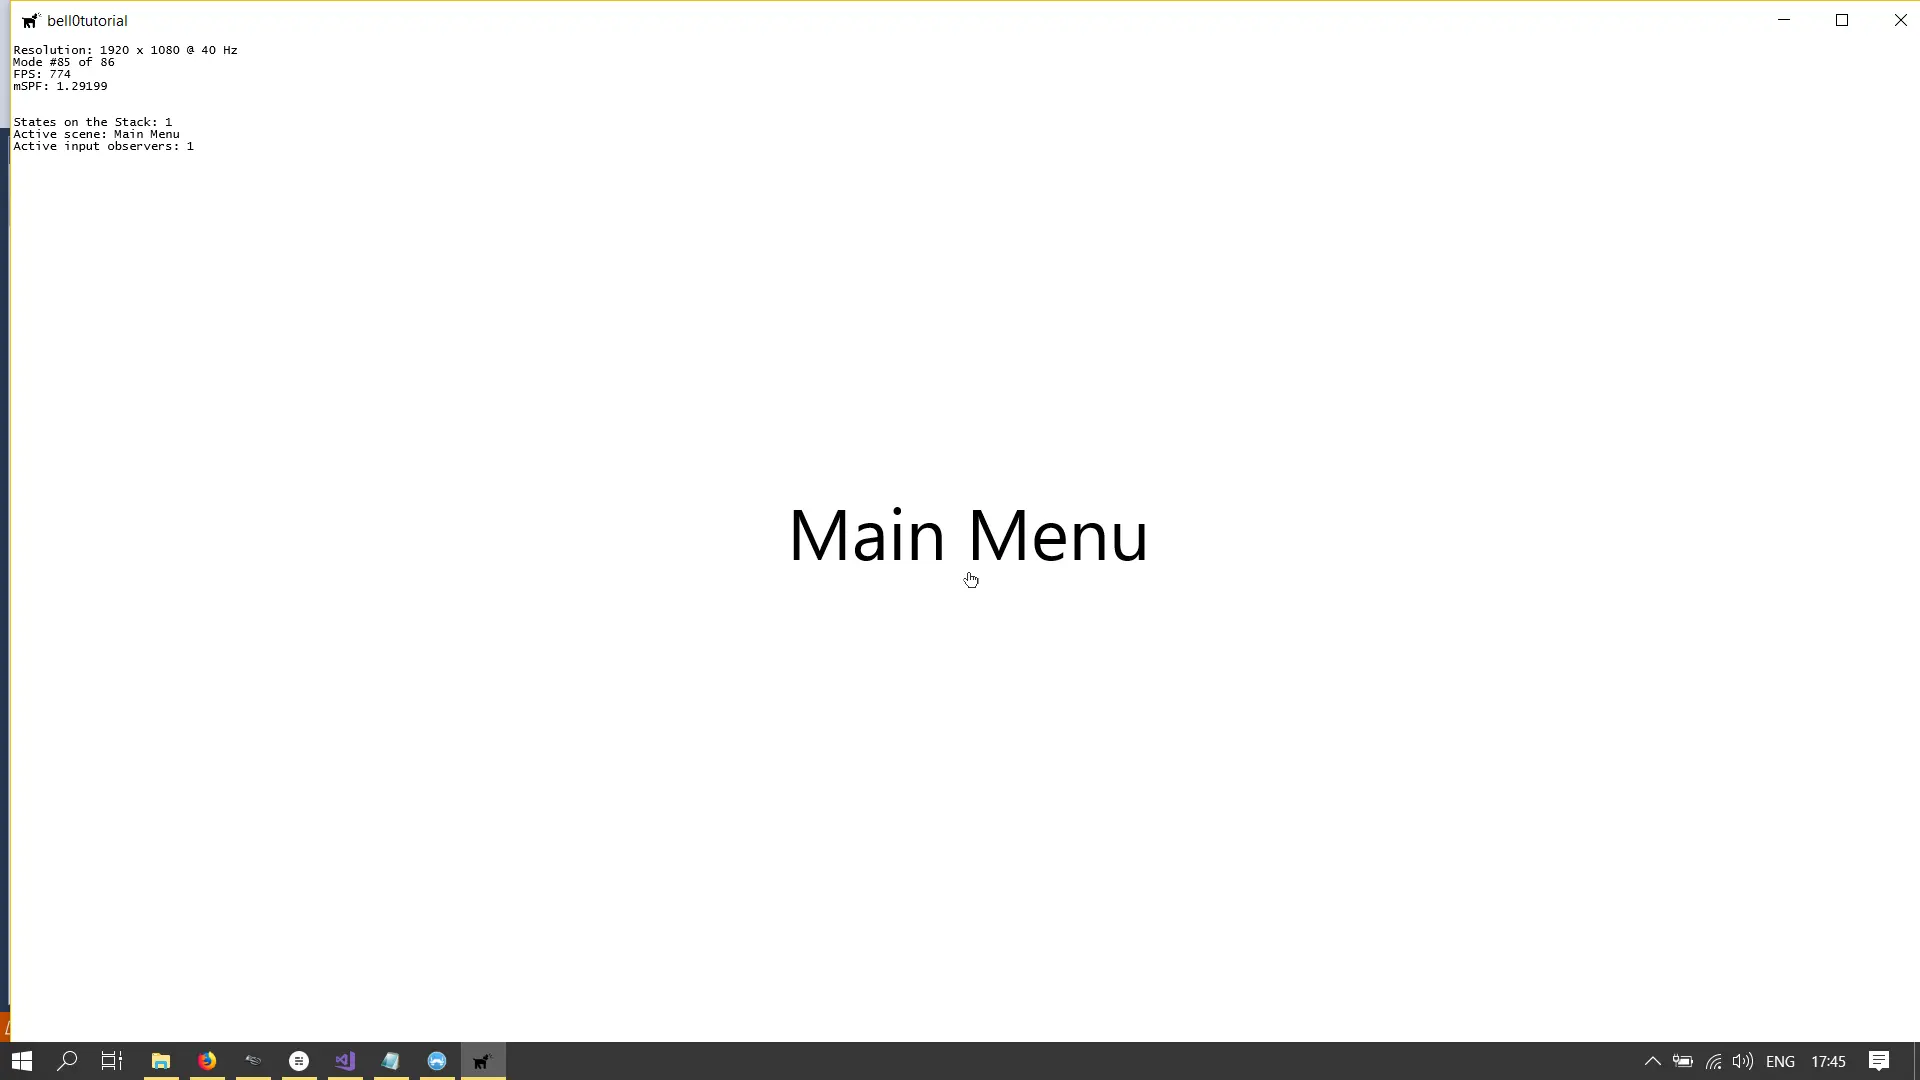 bell0tutorial
Resolution: 1920 x 1080 @ 40 Hz
Mode #85 of 86
FPS: 774
mSPF: 1.29199
States on the Stack: 1
Active scene: Main Menu
Active input observers: 1
Main Menu
ENG
17:45